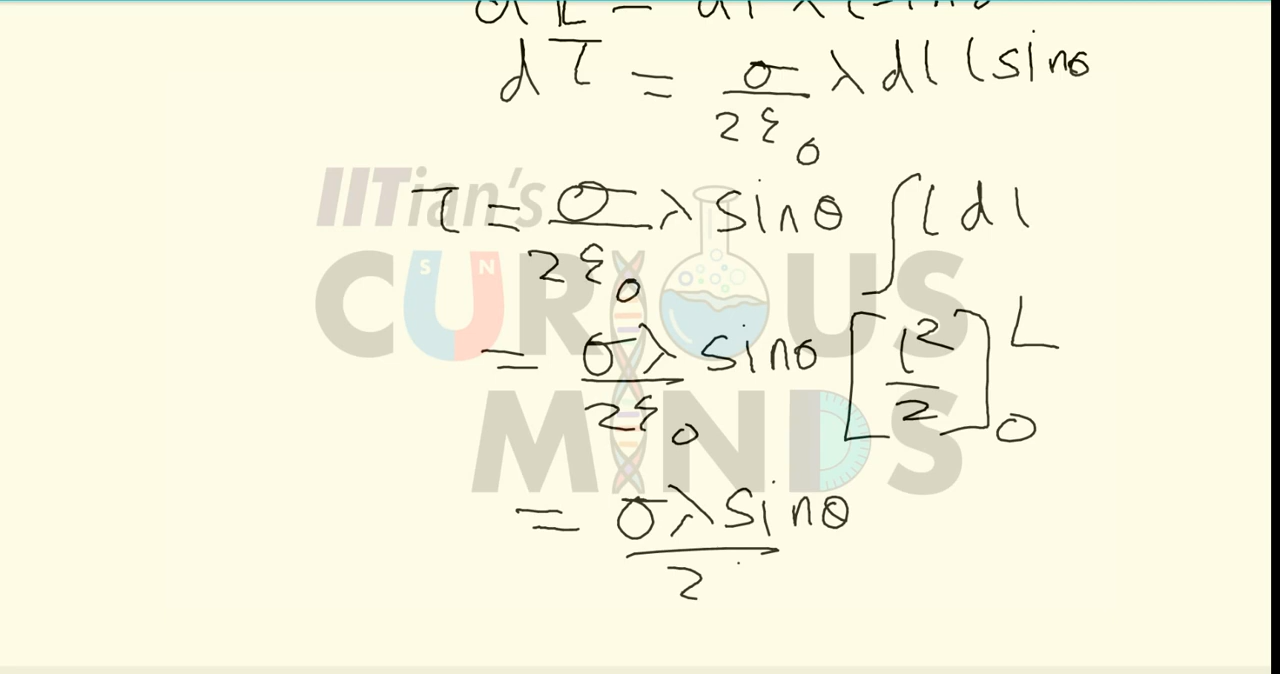 dτ = σ/2ε₀ λ dl l sinθ
IITian's
τ = σ/2ε₀ λ sinθ ∫ l dl
CURIOUS
S N
= σλ/2ε₀ sinθ [l²/2]₀ᴸ
MINDS
= σλ sinθ/2